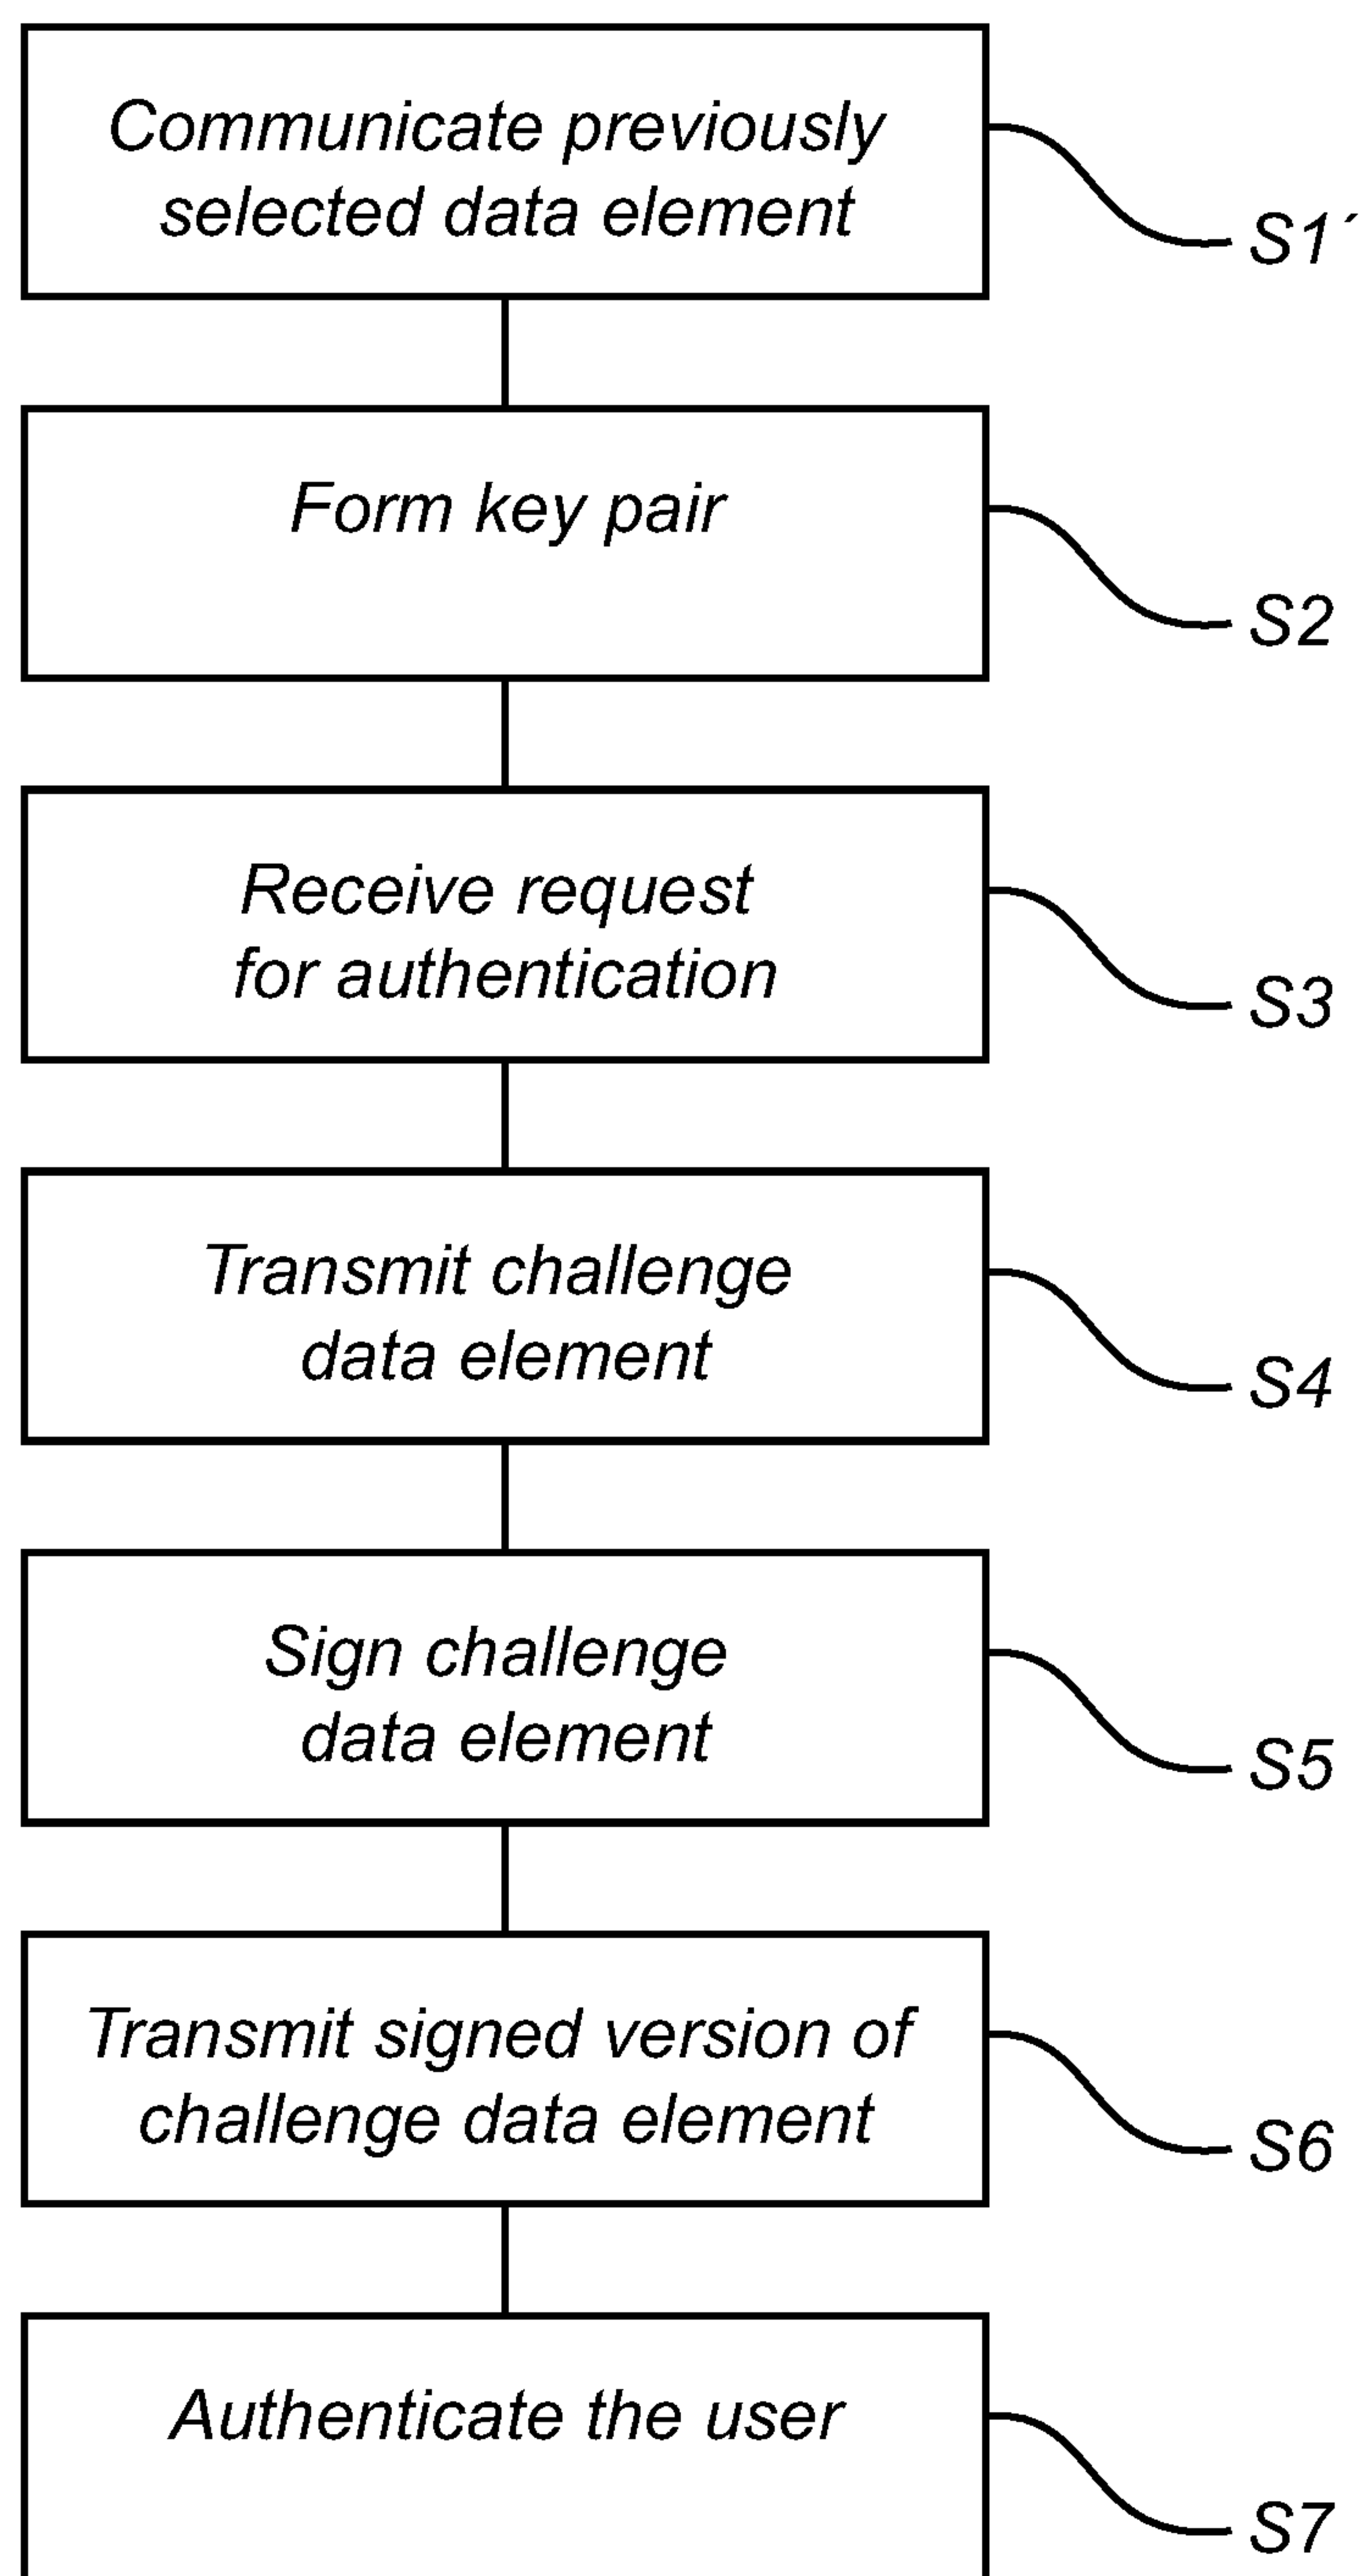 Communicate previously
selected data element
S1´
Form key pair
S2
Receive request
for authentication
S3
Transmit challenge
data element
S4
Sign challenge
data element
S5
Transmit signed version of
challenge data element
S6
Authenticate the user
S7